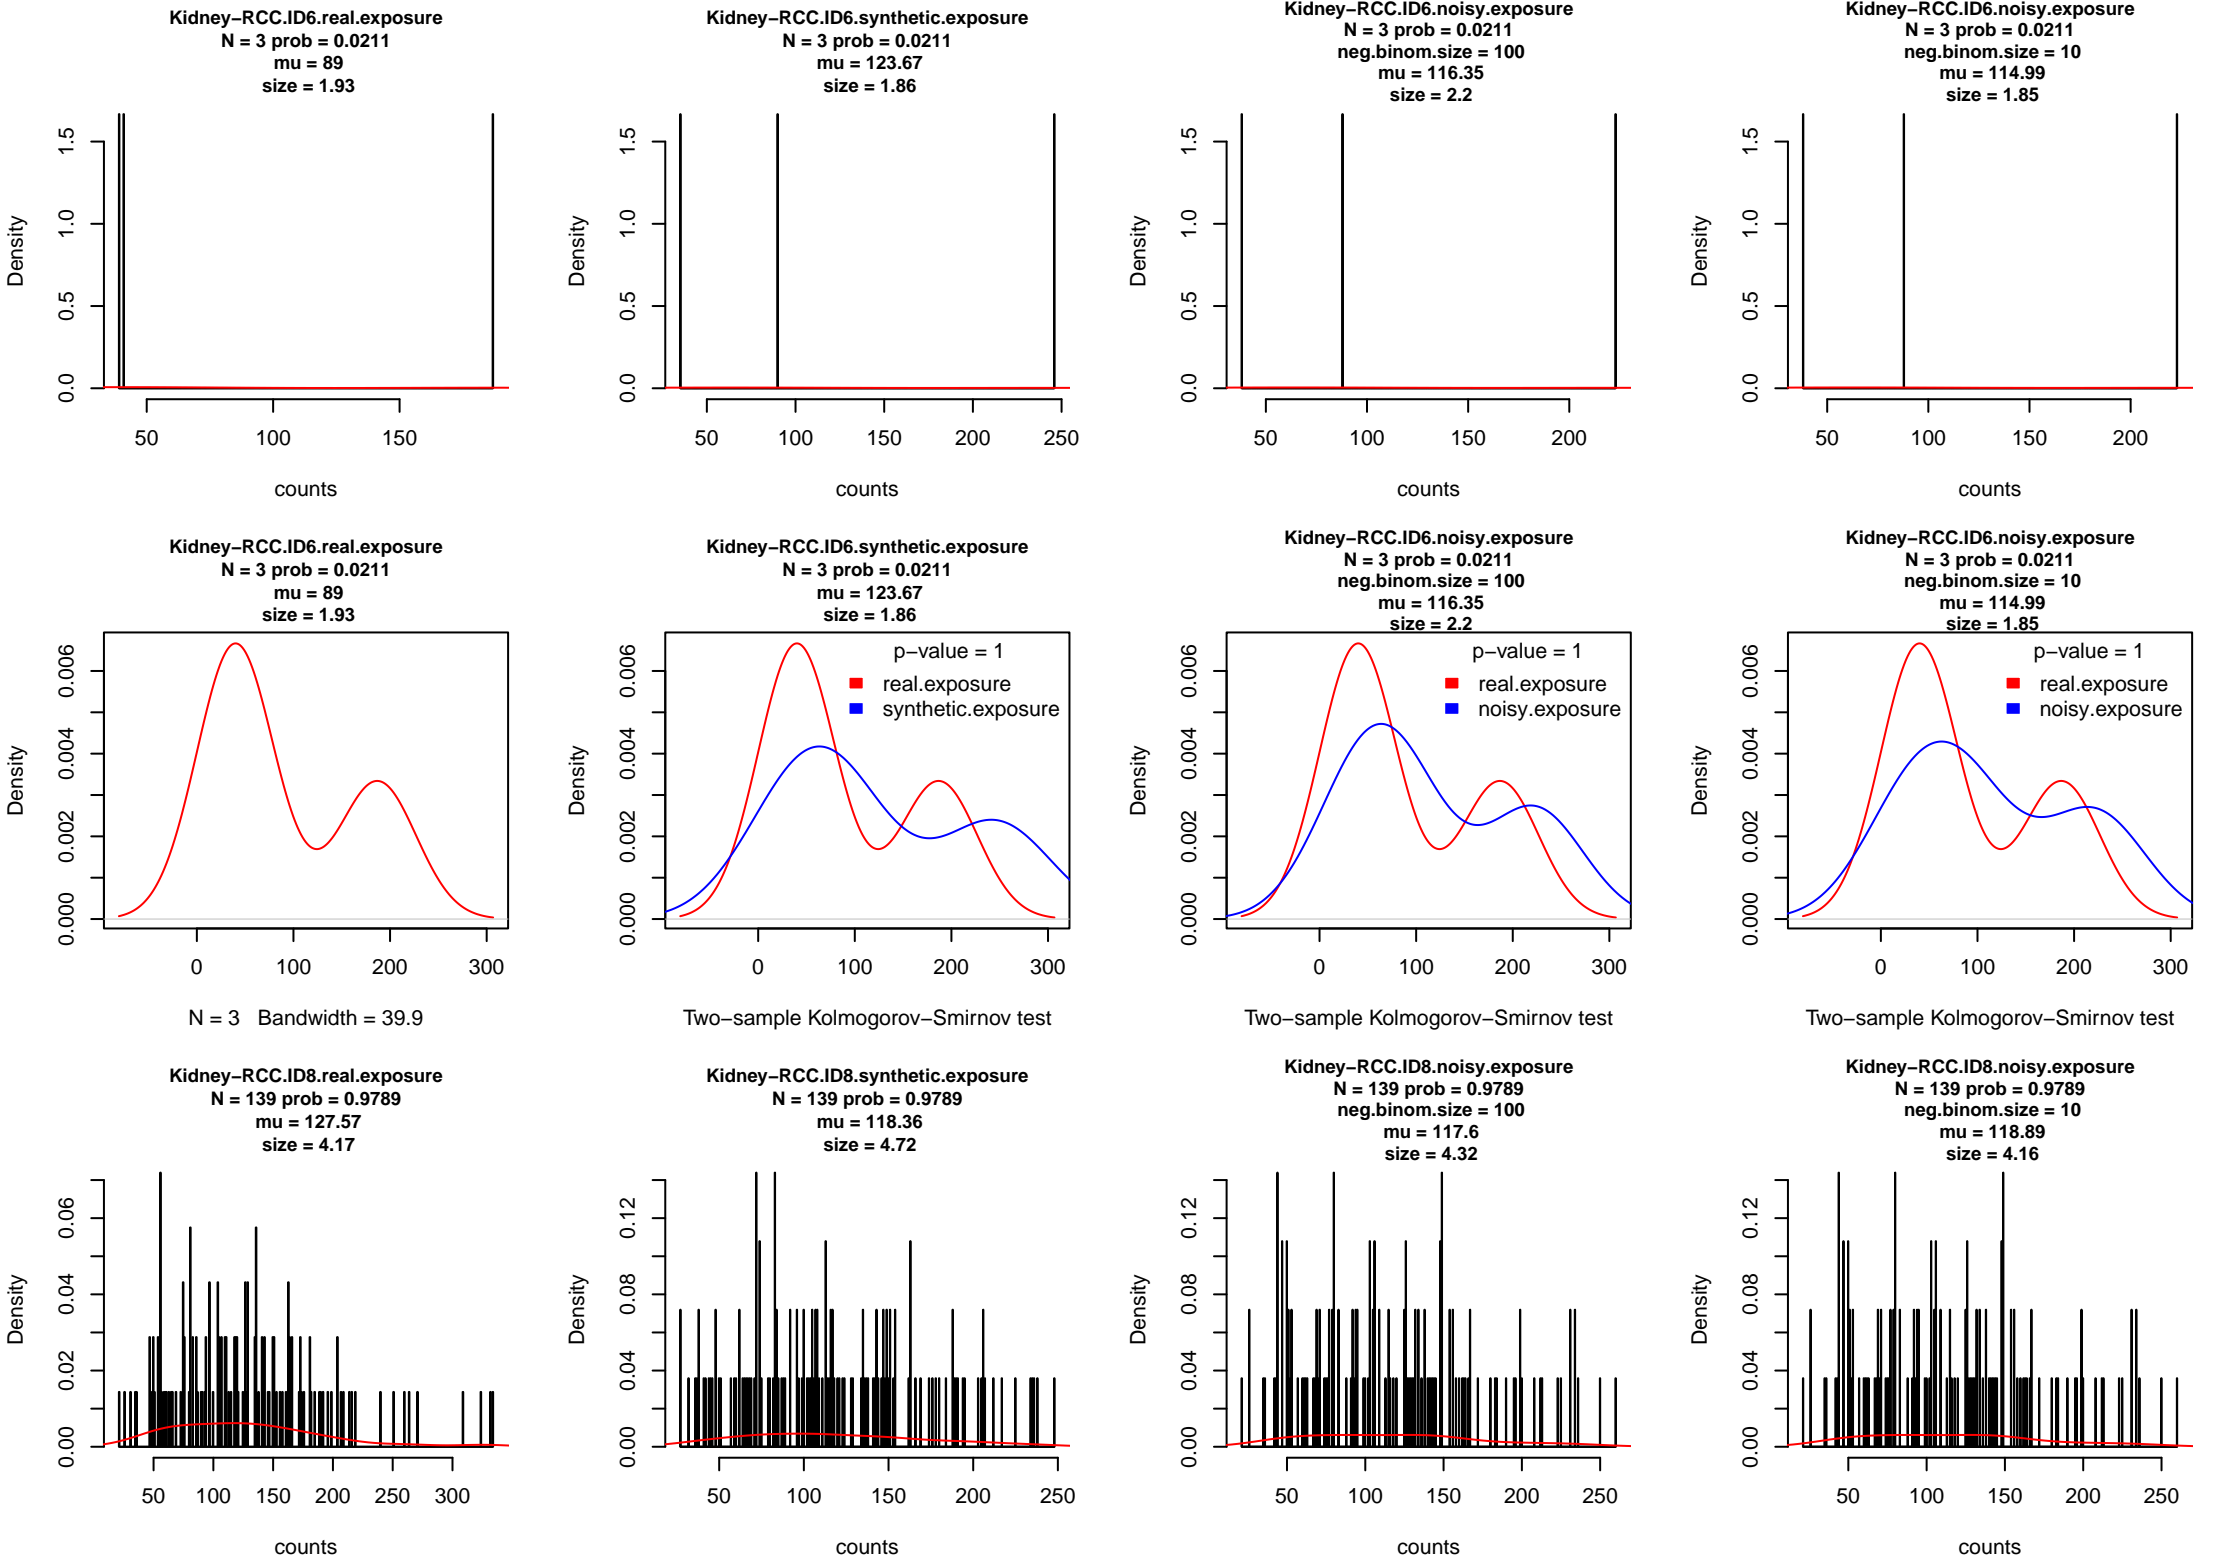 Kidney−RCC.ID6.real.exposure
N = 3 prob = 0.0211
mu = 89
size = 1.93
Density
0.0 0.5 1.0 1.5
50 100 150
counts
Kidney−RCC.ID6.synthetic.exposure
N = 3 prob = 0.0211
mu = 123.67
size = 1.86
Density
0.0 0.5 1.0 1.5
50 100 150 200 250
counts
Kidney−RCC.ID6.noisy.exposure
N = 3 prob = 0.0211
neg.binom.size = 100
mu = 116.35
size = 2.2
Density
0.0 0.5 1.0 1.5
50 100 150 200
counts
Kidney−RCC.ID6.noisy.exposure
N = 3 prob = 0.0211
neg.binom.size = 10
mu = 114.99
size = 1.85
Density
0.0 0.5 1.0 1.5
50 100 150 200
counts
Kidney−RCC.ID6.real.exposure
N = 3 prob = 0.0211
mu = 89
size = 1.93
Density
0.000 0.002 0.004 0.006
0 100 200 300
N = 3 Bandwidth = 39.9
Kidney−RCC.ID6.synthetic.exposure
N = 3 prob = 0.0211
mu = 123.67
size = 1.86
p−value = 1
real.exposure
synthetic.exposure
Density
0.000 0.002 0.004 0.006
0 100 200 300
Two−sample Kolmogorov−Smirnov test
Kidney−RCC.ID6.noisy.exposure
N = 3 prob = 0.0211
neg.binom.size = 100
mu = 116.35
size = 2.2
p−value = 1
real.exposure
noisy.exposure
Density
0.000 0.002 0.004 0.006
0 100 200 300
Two−sample Kolmogorov−Smirnov test
Kidney−RCC.ID6.noisy.exposure
N = 3 prob = 0.0211
neg.binom.size = 10
mu = 114.99
size = 1.85
p−value = 1
real.exposure
noisy.exposure
Density
0.000 0.002 0.004 0.006
0 100 200 300
Two−sample Kolmogorov−Smirnov test
Kidney−RCC.ID8.real.exposure
N = 139 prob = 0.9789
mu = 127.57
size = 4.17
Density
0.00 0.02 0.04 0.06
50 100 150 200 250 300
counts
Kidney−RCC.ID8.synthetic.exposure
N = 139 prob = 0.9789
mu = 118.36
size = 4.72
Density
0.00 0.04 0.08 0.12
50 100 150 200 250
counts
Kidney−RCC.ID8.noisy.exposure
N = 139 prob = 0.9789
neg.binom.size = 100
mu = 117.6
size = 4.32
Density
0.00 0.04 0.08 0.12
50 100 150 200 250
counts
Kidney−RCC.ID8.noisy.exposure
N = 139 prob = 0.9789
neg.binom.size = 10
mu = 118.89
size = 4.16
Density
0.00 0.04 0.08 0.12
50 100 150 200 250
counts